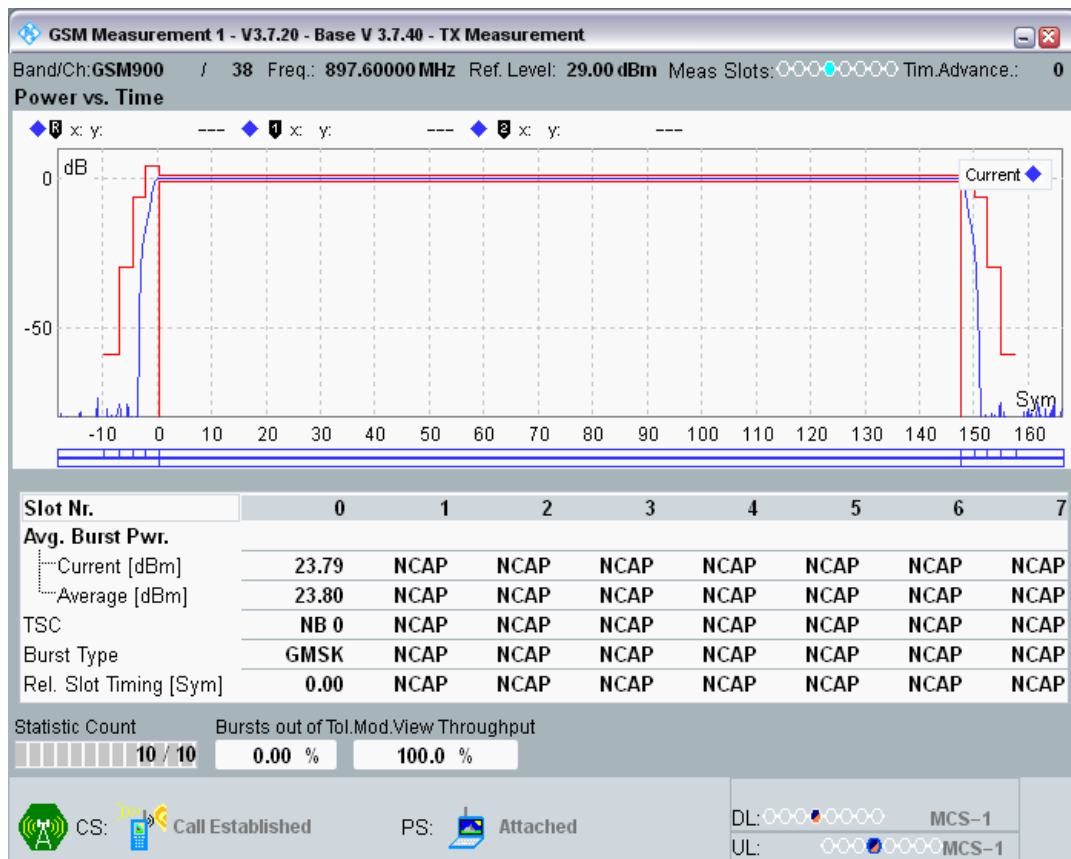 GSM Measurement 1 - V3.7.20 - Base V 3.7.40 - TX Measurement
Band/Ch:GSM900 / 38 Freq.: 897.60000 MHz Ref. Level: 29.00 dBm Meas Slots: Tim.Advance.: 0
Power vs. Time
R x: y: --- 1 x: y: --- 2 x: y: ---
dB
Current
0
-50
Sym
-10 0 10 20 30 40 50 60 70 80 90 100 110 120 130 140 150 160
Slot Nr. 0 1 2 3 4 5 6 7
Avg. Burst Pwr.
Current [dBm] 23.79 NCAP NCAP NCAP NCAP NCAP NCAP NCAP
Average [dBm] 23.80 NCAP NCAP NCAP NCAP NCAP NCAP NCAP
TSC NB 0 NCAP NCAP NCAP NCAP NCAP NCAP NCAP
Burst Type GMSK NCAP NCAP NCAP NCAP NCAP NCAP NCAP
Rel. Slot Timing [Sym] 0.00 NCAP NCAP NCAP NCAP NCAP NCAP NCAP
Statistic Count Bursts out of Tol.Mod.View Throughput
10 / 10 0.00 % 100.0 %
CS: Call Established PS: Attached
DL: MCS-1
UL: MCS-1